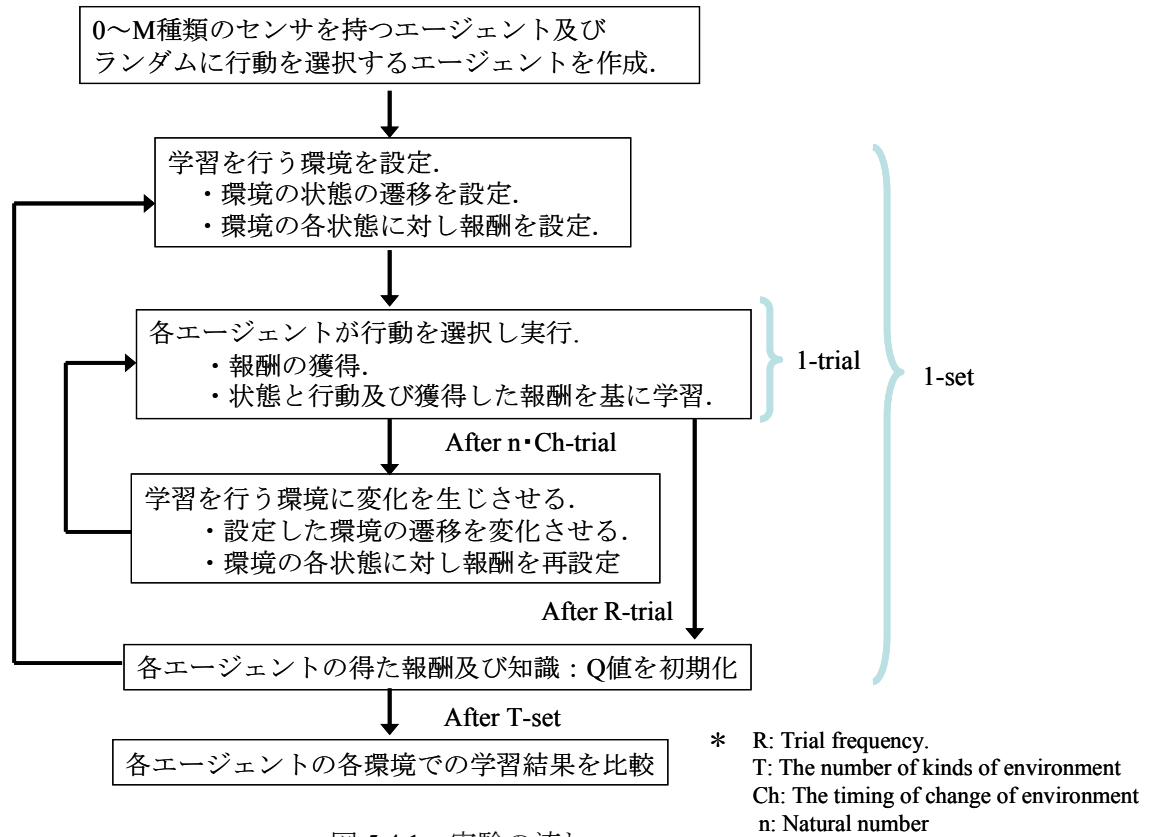 0～M種類のセンサを持つエージェント及び
ランダムに行動を選択するエージェントを作成.
学習を行う環境を設定.
・環境の状態の遷移を設定.
・環境の各状態に対し報酬を設定.
各エージェントが行動を選択し実行.
・報酬の獲得.
・状態と行動及び獲得した報酬を基に学習.
1-trial
1-set
After n・Ch-trial
学習を行う環境に変化を生じさせる.
・設定した環境の遷移を変化させる.
・環境の各状態に対し報酬を再設定
After R-trial
各エージェントの得た報酬及び知識：Q値を初期化
After T-set
各エージェントの各環境での学習結果を比較
＊ R: Trial frequency.
T: The number of kinds of environment
Ch: The timing of change of environment
n: Natural number